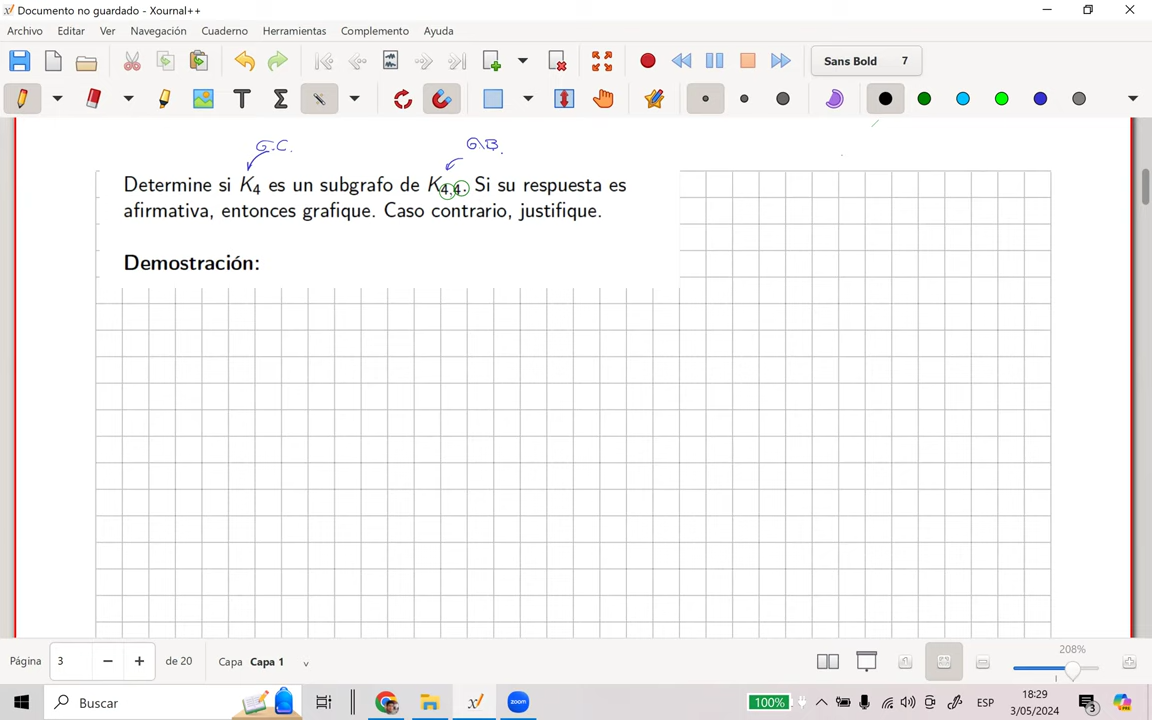 Documento no guardado - Xournal++
Archivo Editar Ver Navegación Cuaderno Herramientas Complemento Ayuda
Sans Bold 7
G.C. G.B.
Determine si K4 es un subgrafo de K4,4. Si su respuesta es
afirmativa, entonces grafique. Caso contrario, justifique.
Demostración:
Página 3 de 20 Capa Capa 1 208%
Buscar 100% ESP 18:29
3/05/2024 3